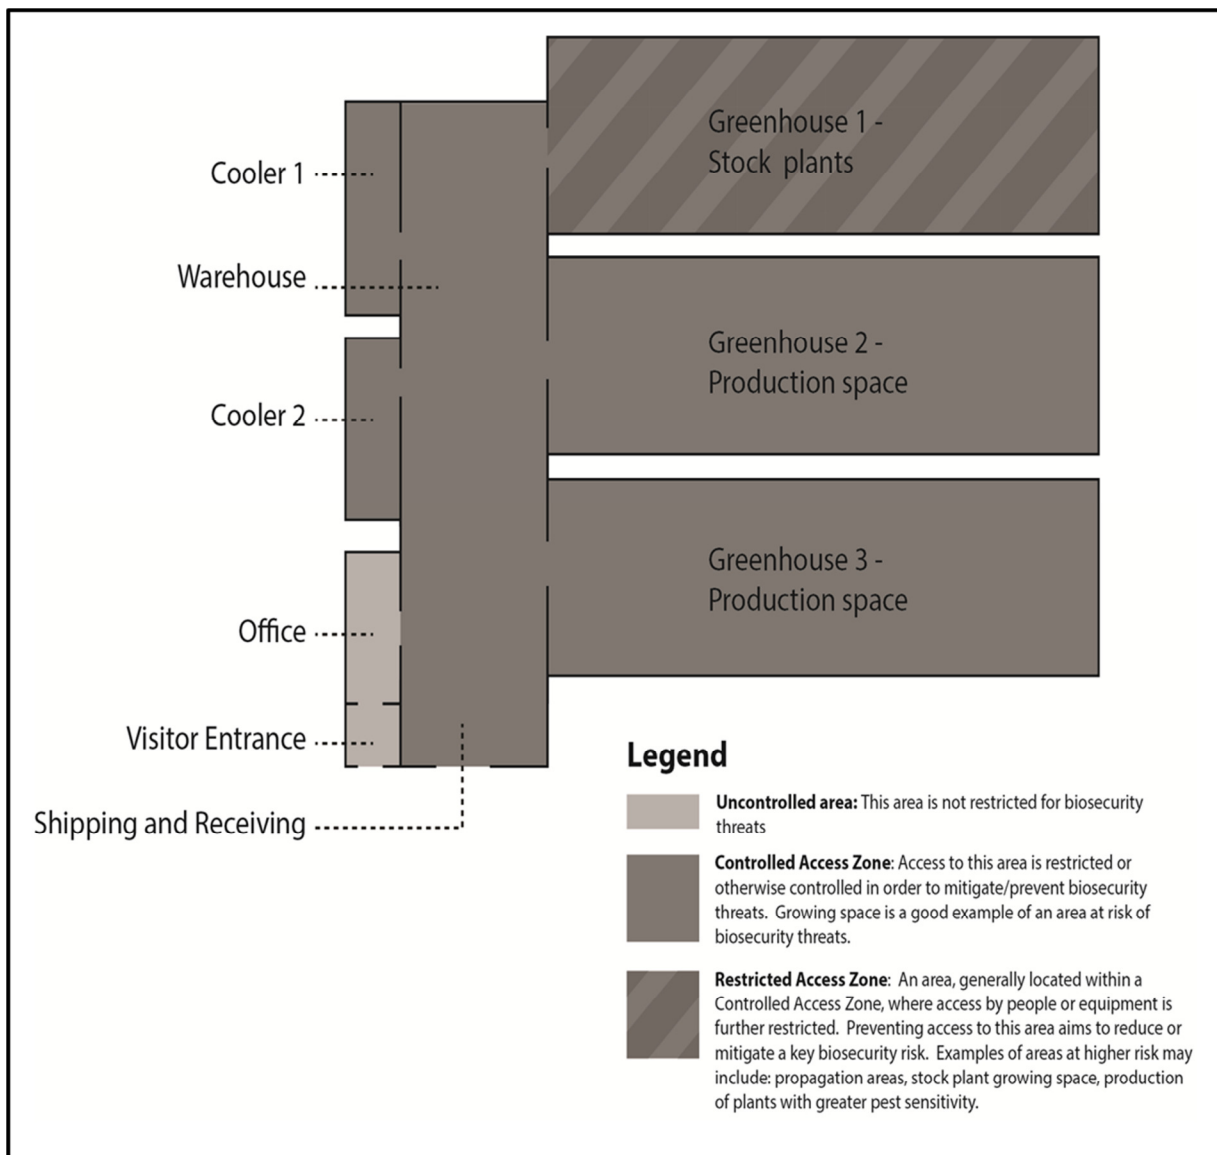 Greenhouse 1 -
Stock plants
Cooler 1
Warehouse
Greenhouse 2 -
Production space
Cooler 2
Greenhouse 3 -
Production space
Office
Visitor Entrance
Shipping and Receiving
Legend
Uncontrolled area: This area is not restricted for biosecurity
threats
Controlled Access Zone: Access to this area is restricted or
otherwise controlled in order to mitigate/prevent biosecurity
threats. Growing space is a good example of an area at risk of
biosecurity threats.
Restricted Access Zone: An area, generally located within a
Controlled Access Zone, where access by people or equipment is
further restricted. Preventing access to this area aims to reduce or
mitigate a key biosecurity risk. Examples of areas at higher risk may
include: propagation areas, stock plant growing space, production
of plants with greater pest sensitivity.